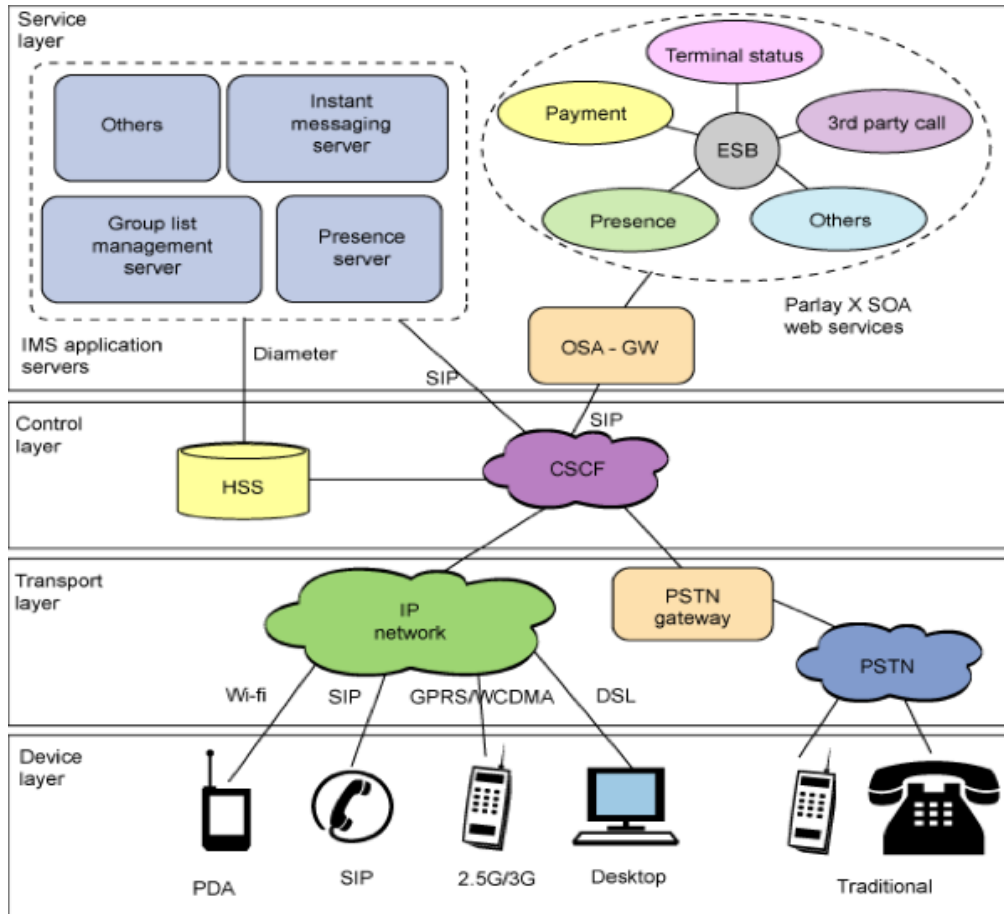 Service
layer
Others
Instant
messaging
server
Group list
management
server
Presence
server
IMS application
servers
Terminal status
Payment
3rd party call
ESB
Presence
Others
Parlay X SOA
web services
OSA - GW
Diameter
SIP
SIP
Control
layer
HSS
CSCF
Transport
layer
IP
network
PSTN
gateway
PSTN
Wi-fi
SIP
GPRS/WCDMA
DSL
Device
layer
PDA
SIP
2.5G/3G
Desktop
Traditional